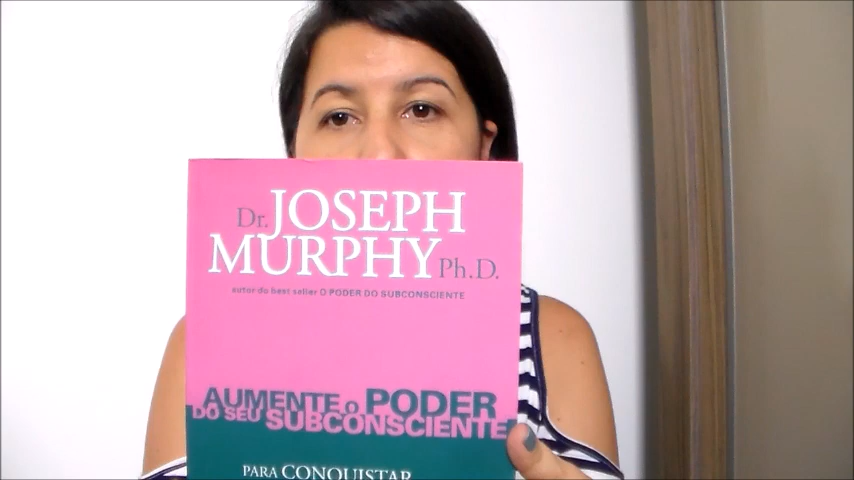 Dr. JOSEPH
MURPHY Ph.D.
autor do best seller O PODER DO SUBCONSCIENTE
AUMENTE O PODER
DO SEU SUBCONSCIENTE
PARA CONQUISTAR